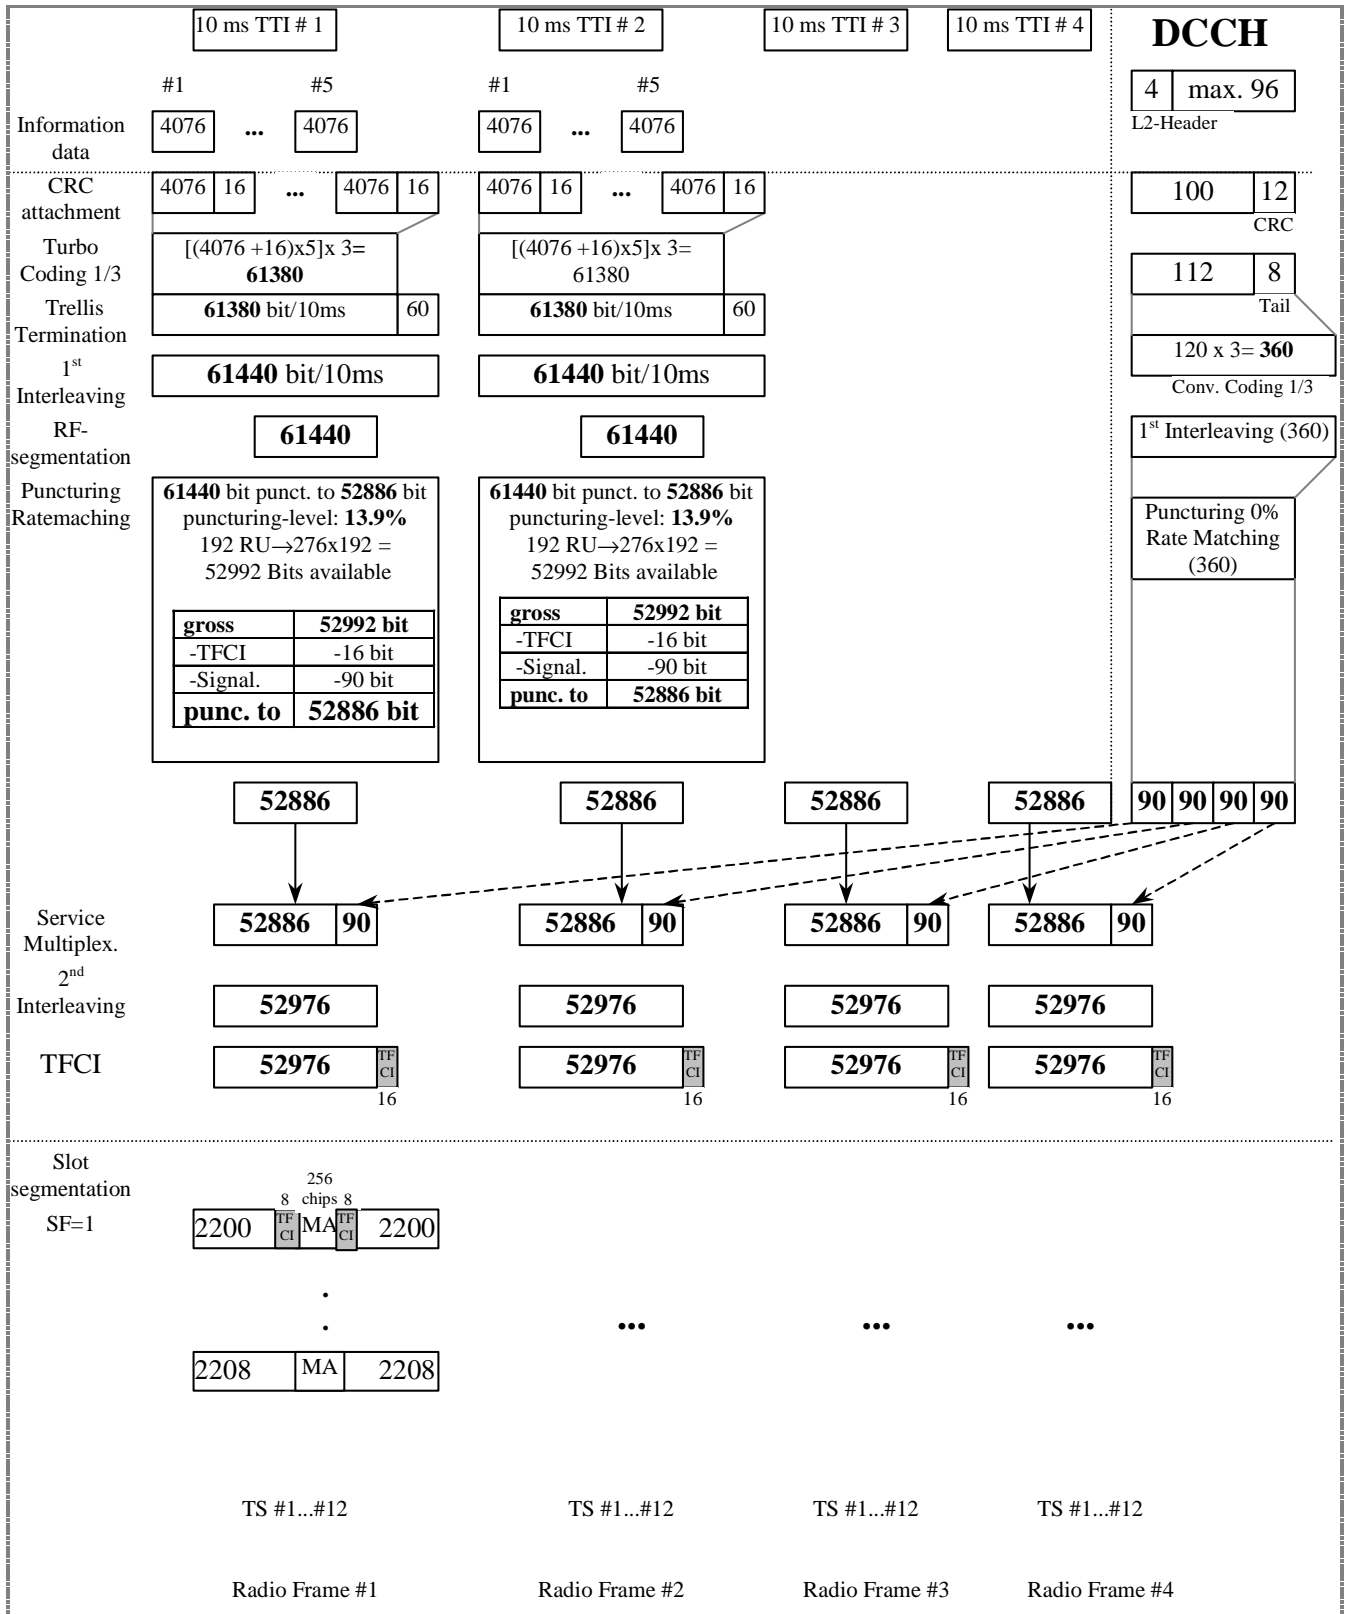 10 ms TTI # 1
10 ms TTI # 2
10 ms TTI # 3
10 ms TTI # 4
DCCH
#1
#5
#1
#5
4 max. 96
L2-Header
Information
data
4076 ... 4076
4076 ... 4076
CRC
attachment
4076 16 ... 4076 16
4076 16 ... 4076 16
100 12
CRC
Turbo
Coding 1/3
[(4076 +16)x5]x 3=
61380
[(4076 +16)x5]x 3=
61380
112 8
Tail
Trellis
Termination
61380 bit/10ms 60
61380 bit/10ms 60
120 x 3= 360
Conv. Coding 1/3
1st
Interleaving
61440 bit/10ms
61440 bit/10ms
RF-
segmentation
61440
61440
1st Interleaving (360)
Puncturing
Ratemaching
61440 bit punct. to 52886 bit
puncturing-level: 13.9%
192 RU→276x192 =
52992 Bits available
gross 52992 bit
-TFCI -16 bit
-Signal. -90 bit
punc. to 52886 bit
61440 bit punct. to 52886 bit
puncturing-level: 13.9%
192 RU→276x192 =
52992 Bits available
gross 52992 bit
-TFCI -16 bit
-Signal. -90 bit
punc. to 52886 bit
Puncturing 0%
Rate Matching
(360)
52886
52886
52886
52886
90 90 90 90
Service
Multiplex.
52886 90
52886 90
52886 90
52886 90
2nd
Interleaving
52976
52976
52976
52976
TFCI
52976 TF
CI
16
52976 TF
CI
16
52976 TF
CI
16
52976 TF
CI
16
Slot
segmentation
SF=1
256
8 chips 8
2200 TF
CI MA TF
CI 2200
.
.
... ... ...
2208 MA 2208
TS #1...#12
TS #1...#12
TS #1...#12
TS #1...#12
Radio Frame #1
Radio Frame #2
Radio Frame #3
Radio Frame #4